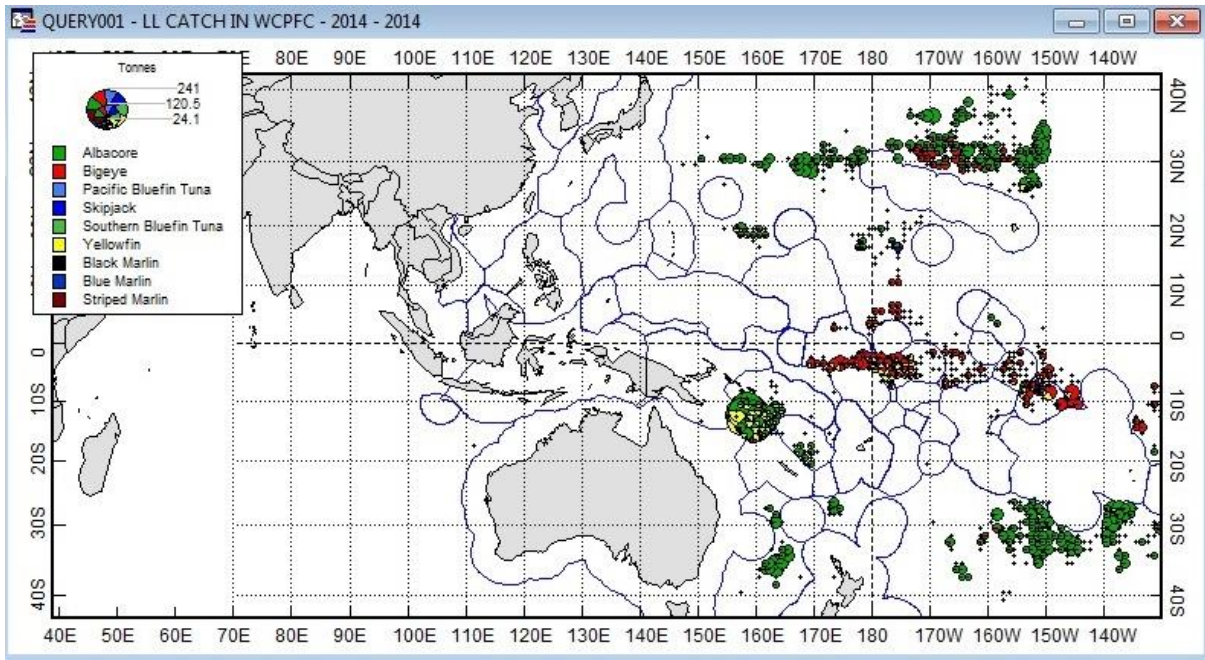 QUERY001 - LL CATCH IN WCPFC - 2014 - 2014
80E 90E 100E 110E 120E 130E 140E 150E 160E 170E 180 170W 160W 150W 140W
Tonnes
241
120.5
24.1
Albacore
Bigeye
Pacific Bluefin Tuna
Skipjack
Southern Bluefin Tuna
Yellowfin
Black Marlin
Blue Marlin
Striped Marlin
0
10S
20S
30S
40S
40N
30N
20N
10N
0
10S
20S
30S
40S
40E 50E 60E 70E 80E 90E 100E 110E 120E 130E 140E 150E 160E 170E 180 170W 160W 150W 140W